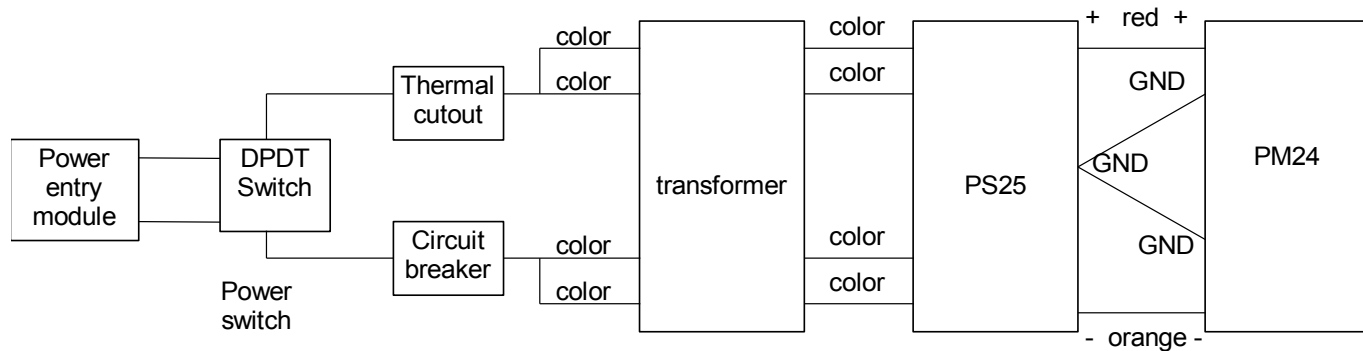 Power
entry
module
DPDT
Switch
Power
switch
Thermal
cutout
Circuit
breaker
color
color
color
color
transformer
color
color
color
color
PS25
+ red +
GND
GND
GND
- orange -
PM24